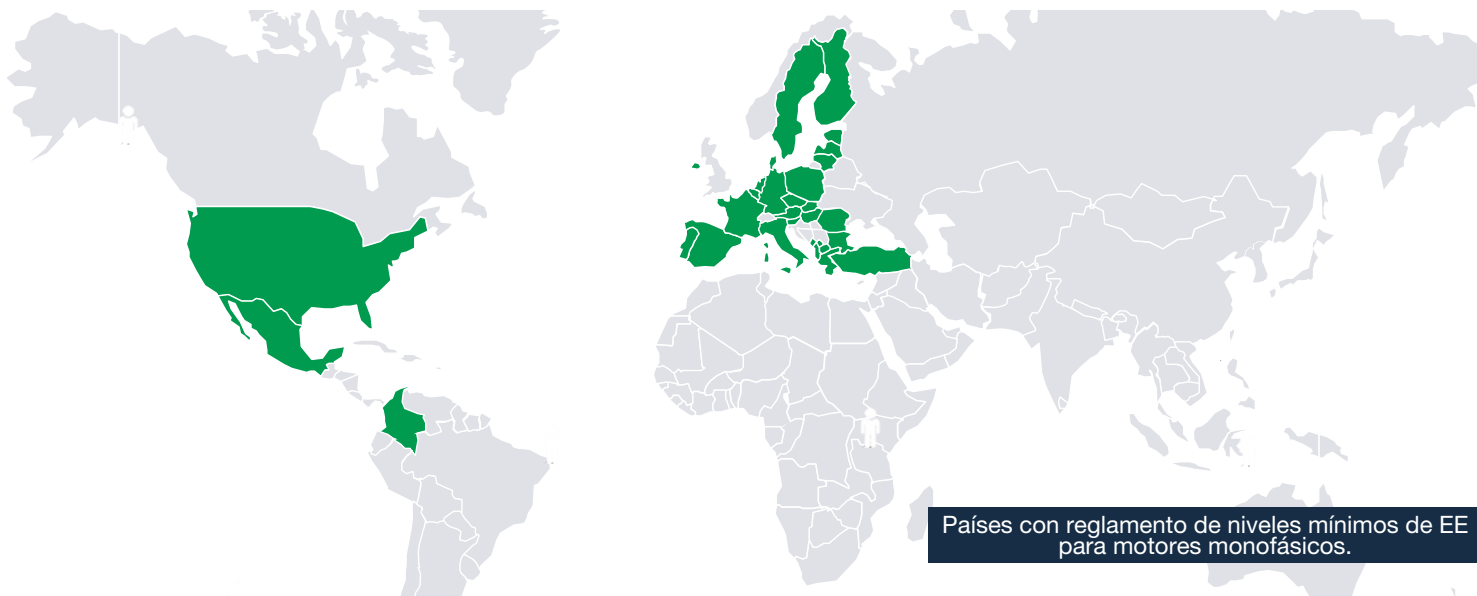 Países con reglamento de niveles mínimos de EE
para motores monofásicos.